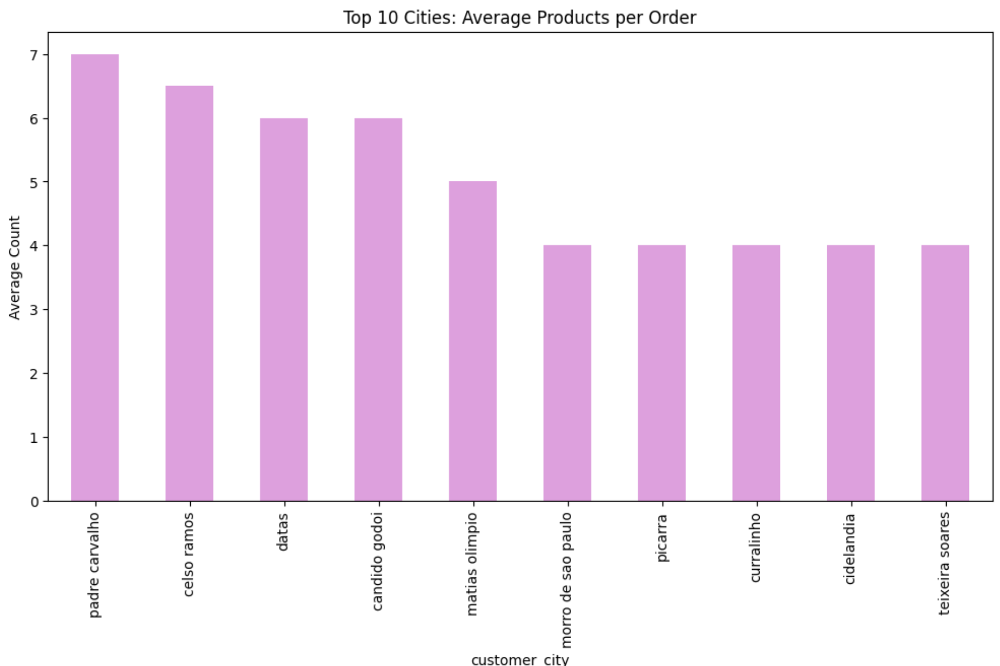 Top 10 Cities: Average Products per Order
Average Count
7
6
5
4
3
2
1
0
padre carvalho
celso ramos
datas
candido godoi
matias olimpio
morro de sao paulo
picarra
curralinho
cidelandia
teixeira soares
customer_city